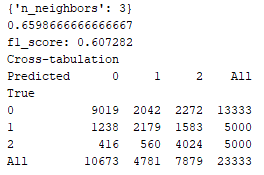 {'n_neighbors': 3}
0.6598666666666667
f1_score: 0.607282
Cross-tabulation
Predicted 0 1 2 All
True
0 9019 2042 2272 13333
1 1238 2179 1583 5000
2 416 560 4024 5000
All 10673 4781 7879 23333